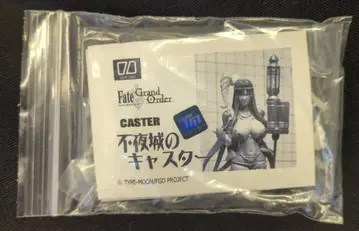 Fate
Grand Order
CASTER
不夜城の
キャスター
© TYPE-MOON/FGO PROJECT